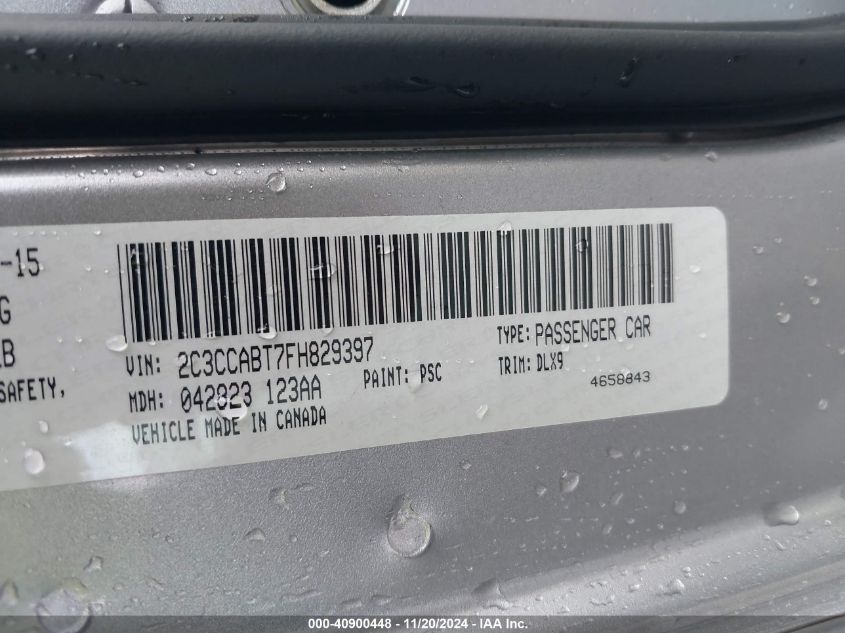 -15
G
LB
SAFETY,
VIN: 2C3CCABT7FH829397
TYPE: PASSENGER CAR
MDH: 042823 123AA
PAINT: PSC
TRIM: DLX9
VEHICLE MADE IN CANADA
4658843
000-40900448 - 11/20/2024 - IAA Inc.